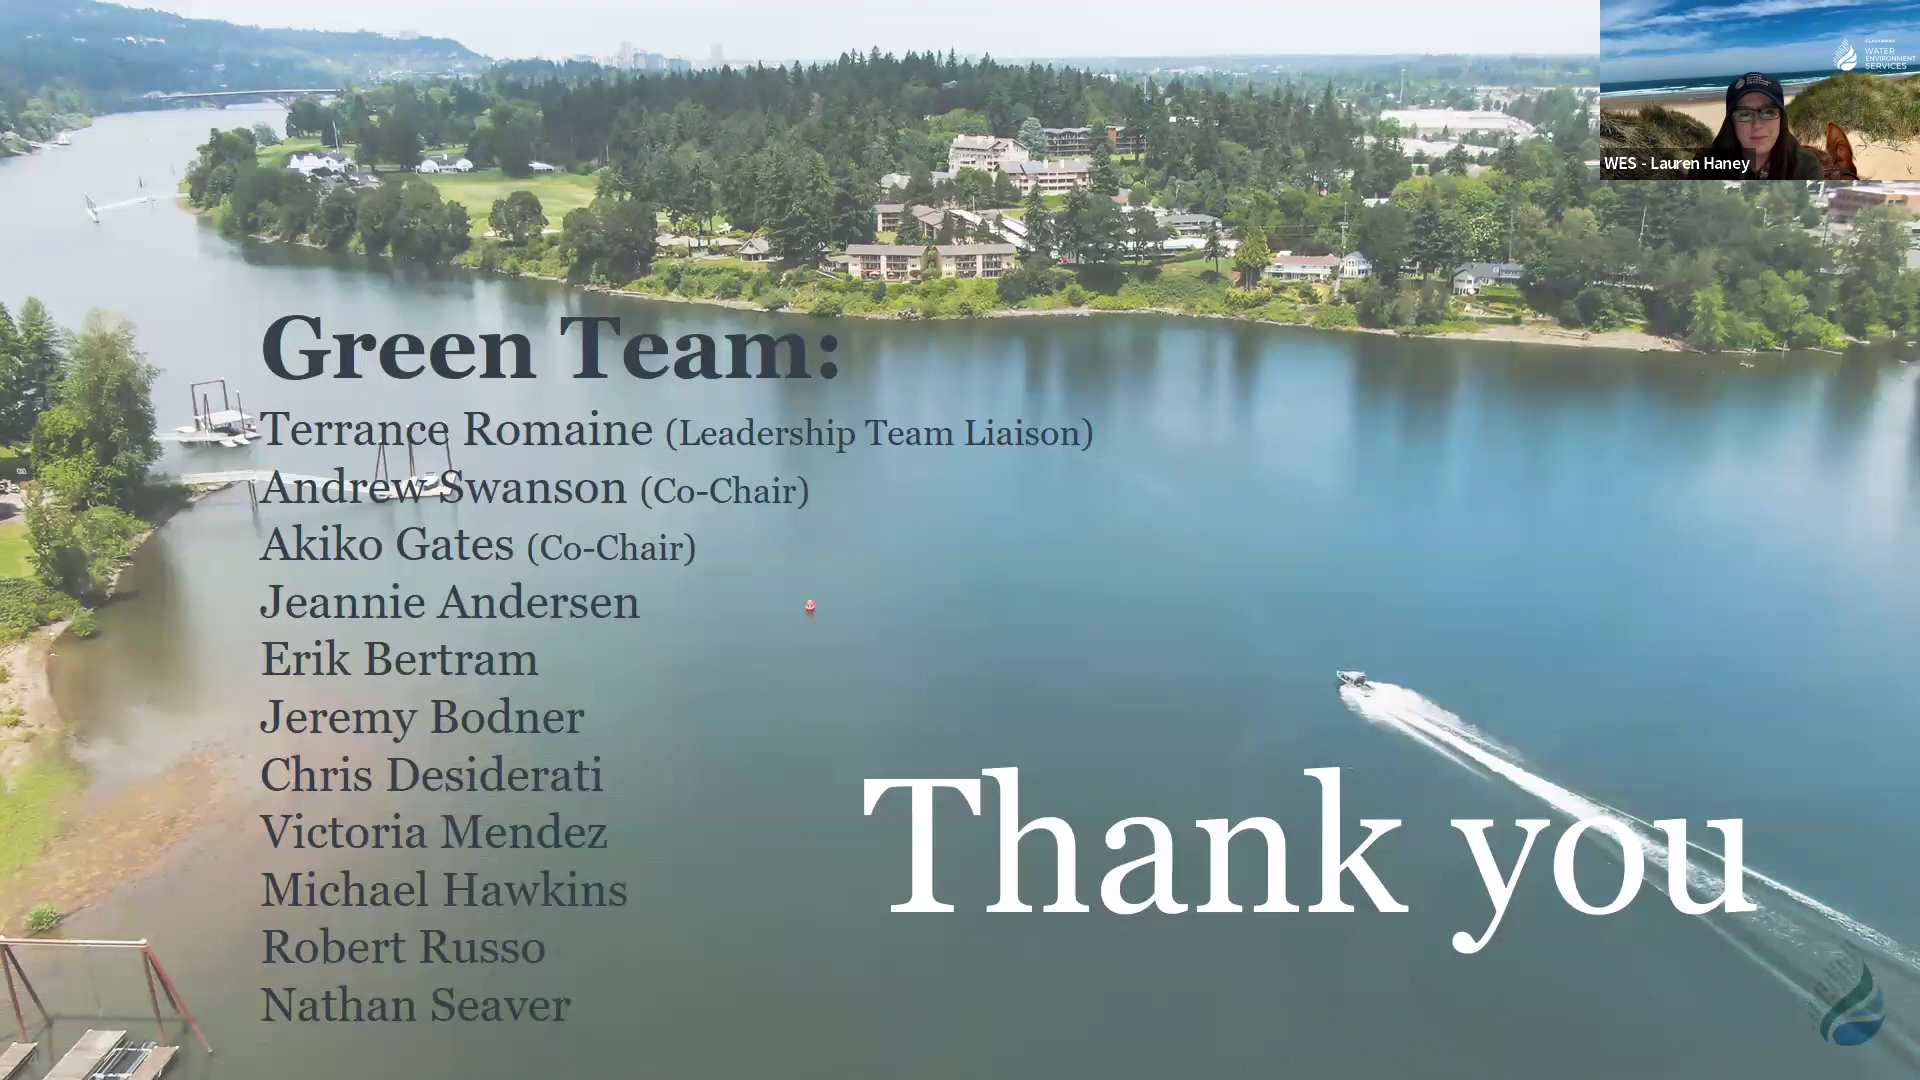 CLACKAMAS
WATER
ENVIRONMENT
SERVICES
WES - Lauren Haney
Green Team:
Terrance Romaine (Leadership Team Liaison)
Andrew Swanson (Co-Chair)
Akiko Gates (Co-Chair)
Jeannie Andersen
Erik Bertram
Jeremy Bodner
Chris Desiderati
Victoria Mendez
Michael Hawkins
Robert Russo
Nathan Seaver
Thank you